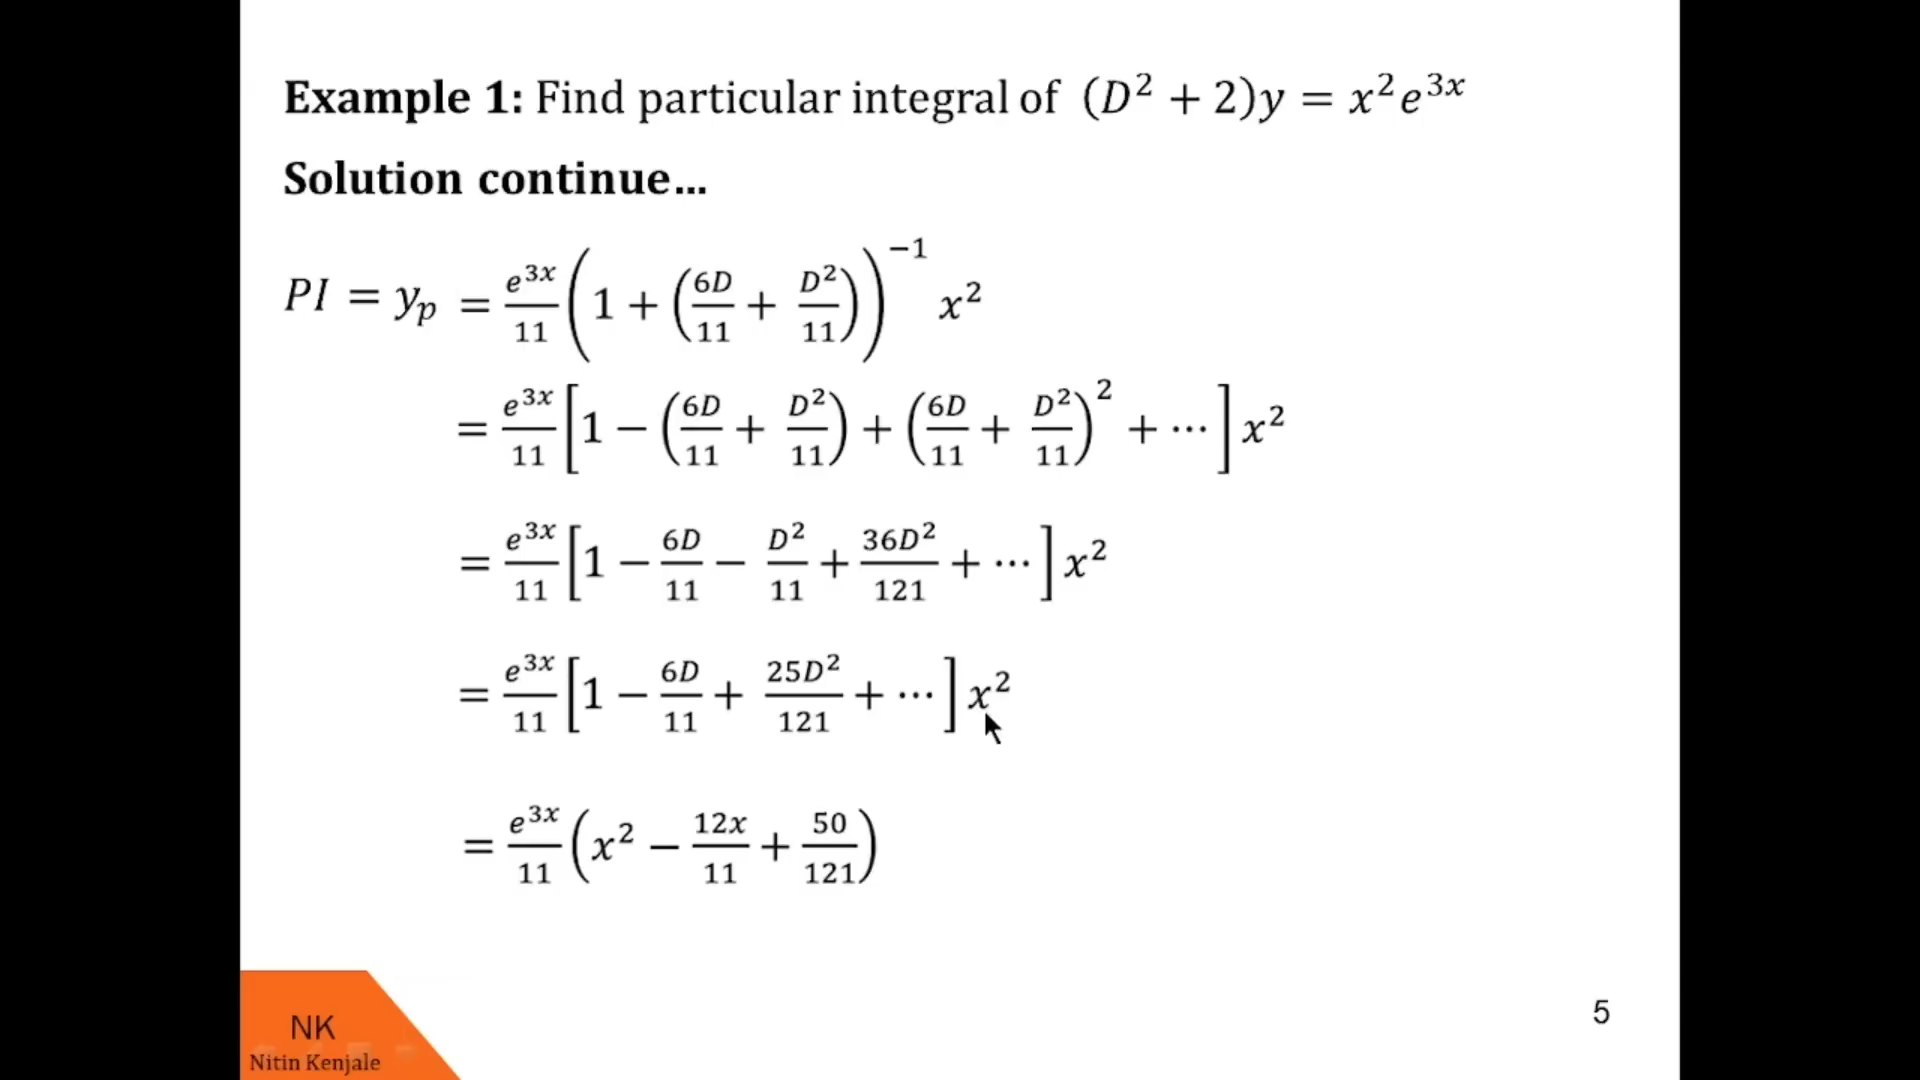 Example 1: Find particular integral of (D² + 2)y = x²e³ˣ
Solution continue...
PI = yₚ = e³ˣ/11 (1 + (6D/11 + D²/11))⁻¹ x²
= e³ˣ/11 [1 − (6D/11 + D²/11) + (6D/11 + D²/11)² + ⋯] x²
= e³ˣ/11 [1 − 6D/11 − D²/11 + 36D²/121 + ⋯] x²
= e³ˣ/11 [1 − 6D/11 + 25D²/121 + ⋯] x²
= e³ˣ/11 (x² − 12x/11 + 50/121)
NK
Nitin Kenjale
5